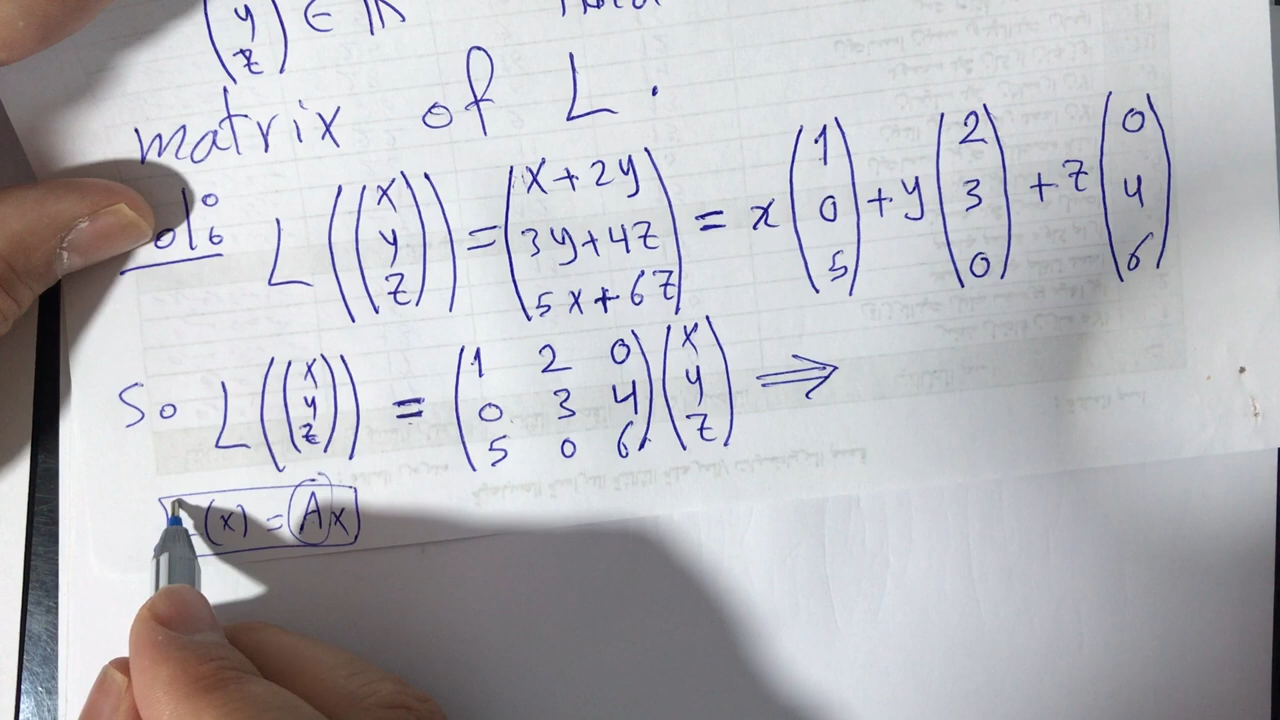 (y z) ∈ ℝ
matrix of L.
ol: L((x y z)) = (x+2y 3y+4z 5x+6z) = x(1 0 5) + y(2 3 0) + z(0 4 6)
So L((x y z)) = (1 2 0 0 3 4 5 0 6)(x y z) ⟹
(x) = Ax